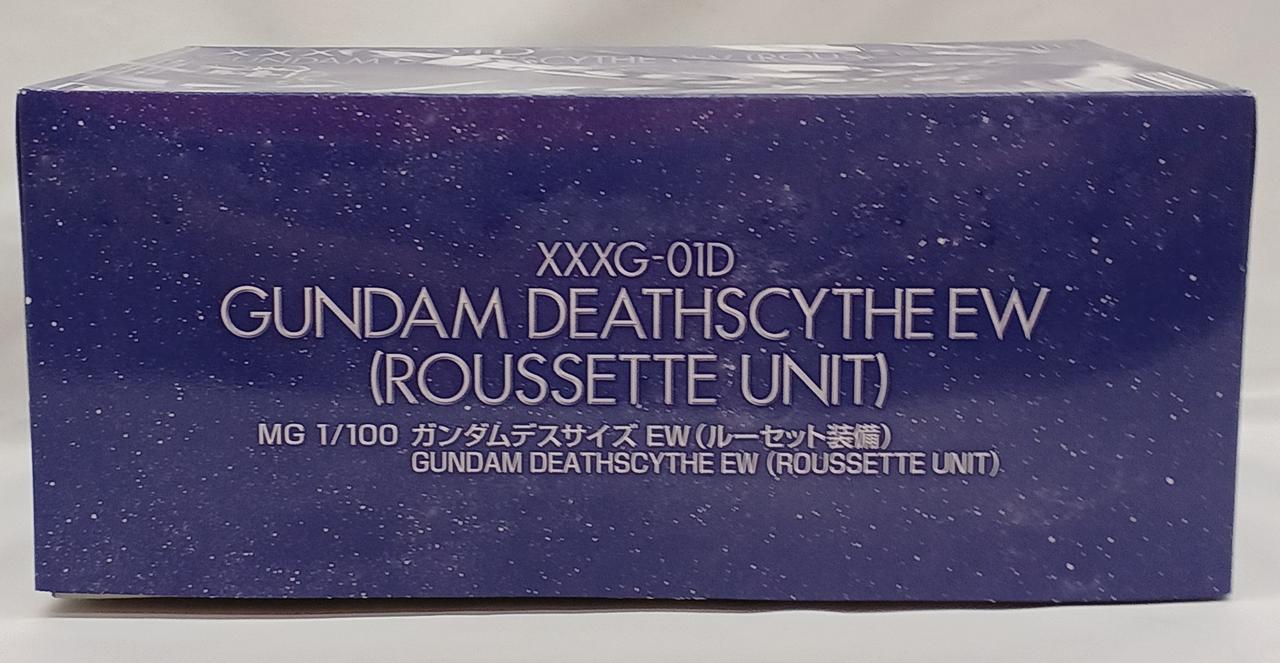 XXXG-01D
GUNDAM DEATHSCYTHE EW
(ROUSSETTE UNIT)
MG 1/100 ガンダムデスサイズ EW(ルーセット装備)
GUNDAM DEATHSCYTHE EW (ROUSSETTE UNIT)